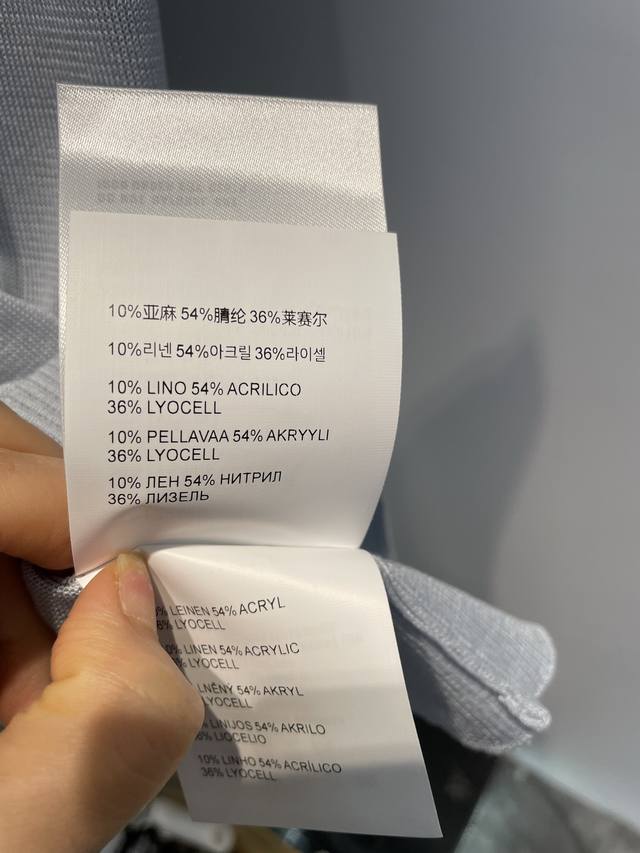 10%亚麻 54%腈纶 36%莱赛尔
10%리넨 54%아크릴 36%라이셀
10% LINO 54% ACRILICO
36% LYOCELL
10% PELLAVAA 54% AKRYYLI
36% LYOCELL
10% ЛЕН 54% НИТРИЛ
36% ЛИЗЕЛЬ
% LEINEN 54% ACRYL
% LYOCELL
0% LINEN 54% ACRYLIC
% LYOCELL
LNĚNÝ 54% AKRYL
LYOCELL
% LINIJOS 54% AKRILO
% LIOCELIO
10% LINHO 54% ACRÍLICO
36% LYOCELL